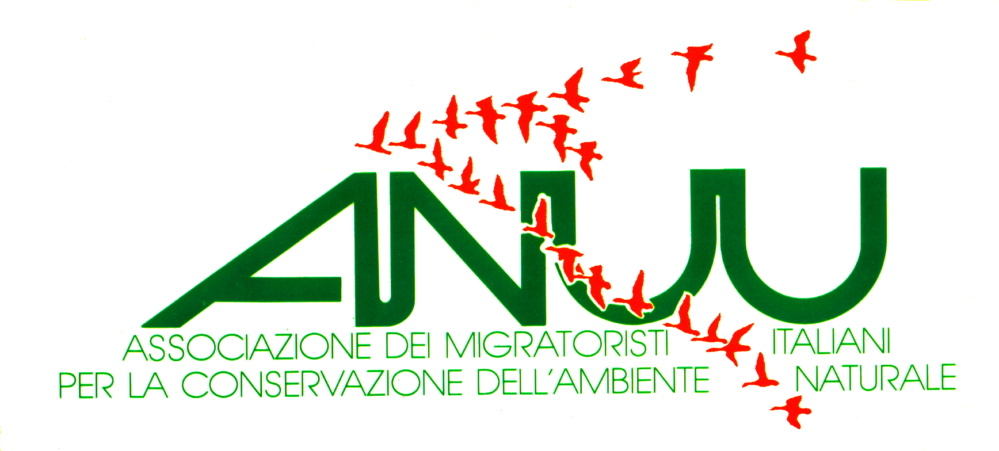 ANUU
ASSOCIAZIONE DEI MIGRATORISTI ITALIANI
PER LA CONSERVAZIONE DELL'AMBIENTE NATURALE